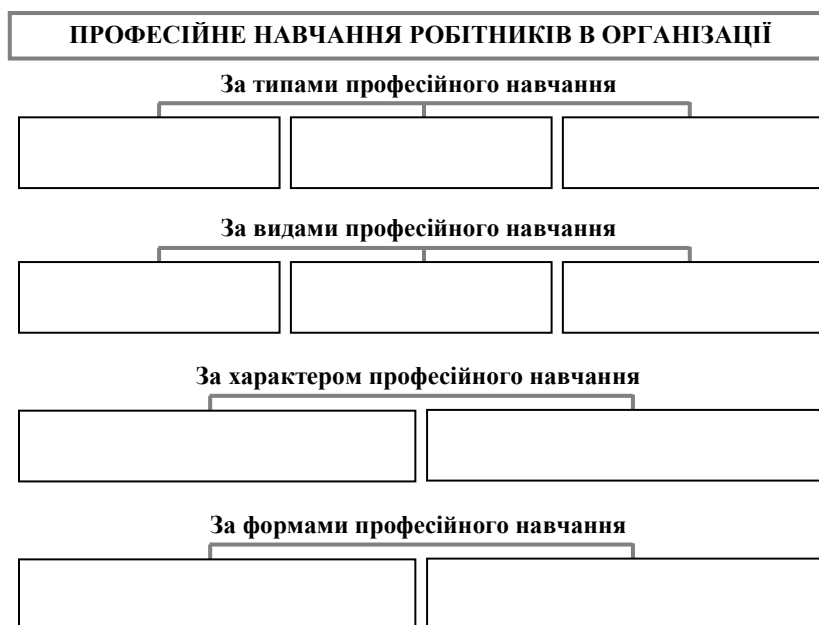 ПРОФЕСІЙНЕ НАВЧАННЯ РОБІТНИКІВ В ОРГАНІЗАЦІЇ
За типами професійного навчання
За видами професійного навчання
За характером професійного навчання
За формами професійного навчання